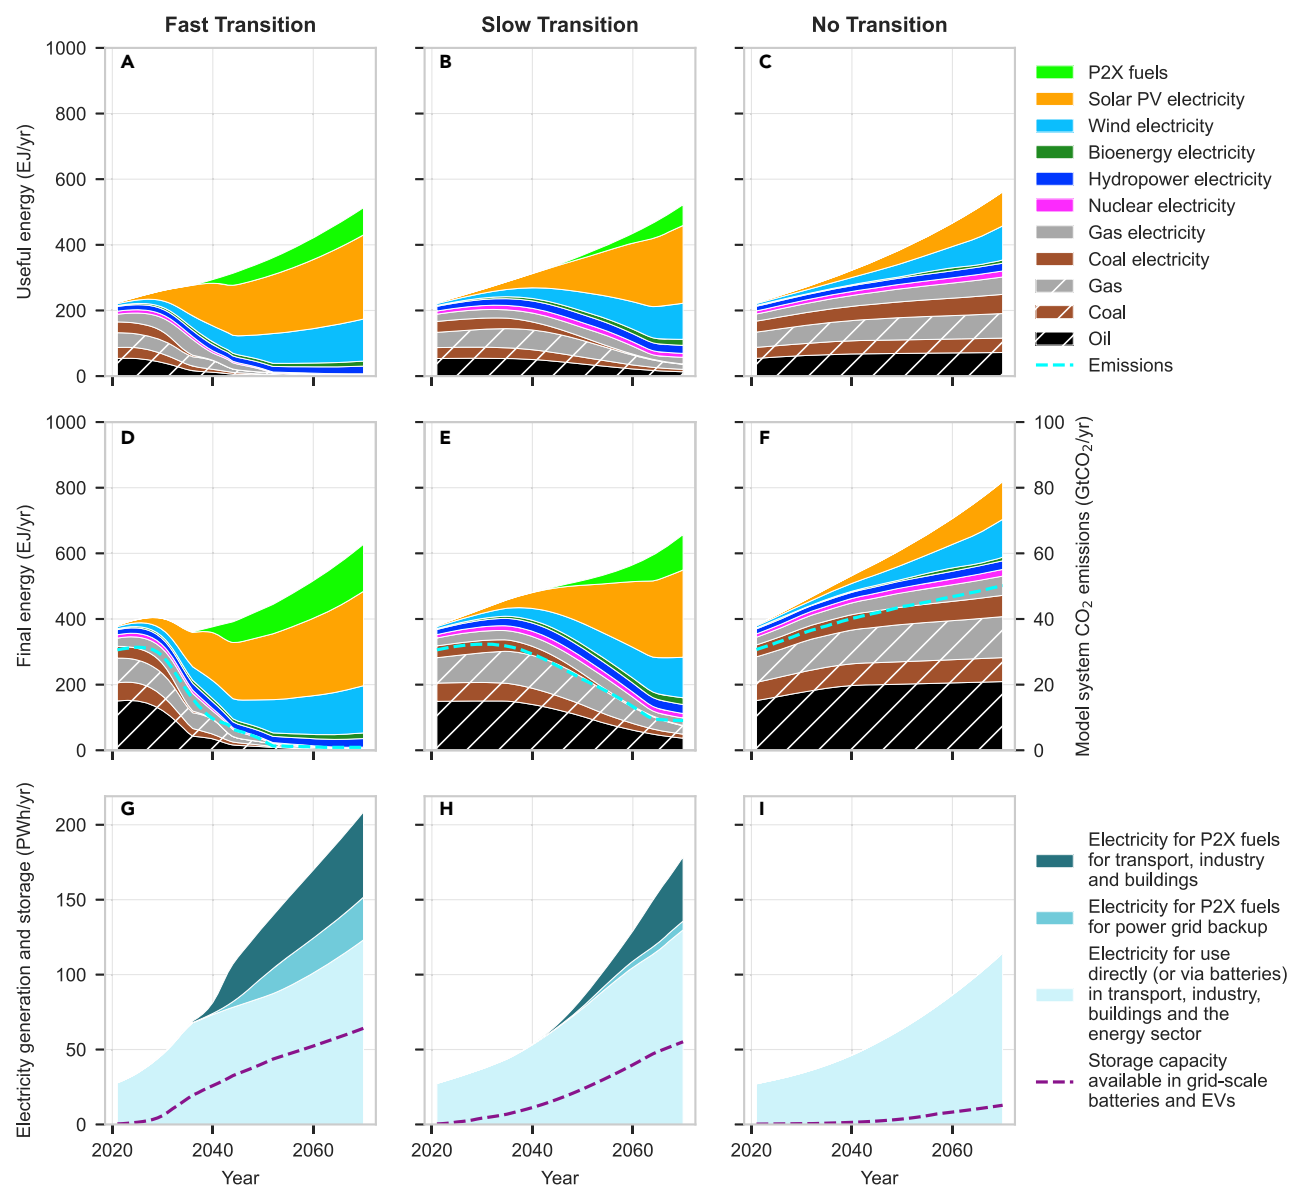 Fast Transition
Slow Transition
No Transition
Useful energy (EJ/yr)
1000
800
600
400
200
0
A
B
C
P2X fuels
Solar PV electricity
Wind electricity
Bioenergy electricity
Hydropower electricity
Nuclear electricity
Gas electricity
Coal electricity
Gas
Coal
Oil
Emissions
Final energy (EJ/yr)
1000
800
600
400
200
0
D
E
F
100
80
60
40
20
0
Model system CO2 emissions (GtCO2/yr)
Electricity generation and storage (PWh/yr)
200
150
100
50
0
G
H
I
Electricity for P2X fuels
for transport, industry
and buildings
Electricity for P2X fuels
for power grid backup
Electricity for use
directly (or via batteries)
in transport, industry,
buildings and the
energy sector
Storage capacity
available in grid-scale
batteries and EVs
2020 2040 2060
2020 2040 2060
2020 2040 2060
Year
Year
Year